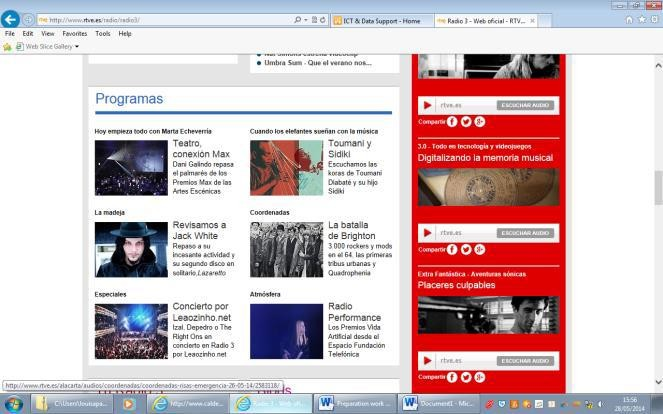 http://www.rtve.es/radio/radio3/
ICT & Data Support - Home
Radio 3 - Web oficial - RTV...
File Edit View Favorites Tools Help
Web Slice Gallery
Umbra Sum - Que el verano nos...
Programas
Hoy empieza todo con Marta Echeverría
Teatro,
conexión Max
Dani Galindo repasa
el palmarés de los
Premios Max de las
Artes Escénicas
Cuando los elefantes sueñan con la música
Toumani y
Sidiki
Escuchamos las
koras de Toumani
Diabaté y su hijo
Sidiki
La madeja
Revisamos a
Jack White
Repaso a su
incesante actividad y
su segundo disco en
solitario,Lazaretto
Coordenadas
La batalla
de Brighton
3.000 rockers y mods
en el 64, las primeras
tribus urbanas y
Quadrophenia
Especiales
Concierto por
Leaozinho.net
Izal, Depedro o The
Right Ons en
concierto en Radio 3
por Leaozinho.net
Atmósfera
Radio
Performance
Los Premios Vida
Artificial desde el
Espacio Fundación
Telefónica
rtve.es ESCUCHAR AUDIO
Compartir
3.0 - Todo en tecnología y videojuegos
Digitalizando la memoria musical
rtve.es ESCUCHAR AUDIO
Compartir
Extra Fantástica - Aventuras sónicas
Placeres culpables
rtve.es ESCUCHAR AUDIO
Compartir
http://www.rtve.es/alacarta/audios/coordenadas/coordenadas-risas-emergencia-26-05-14/2583118/
http://www.calde...
Radio 3 - Web ofi...
Preparation work ...
Document1 - Mic...
15:56
28/05/2014